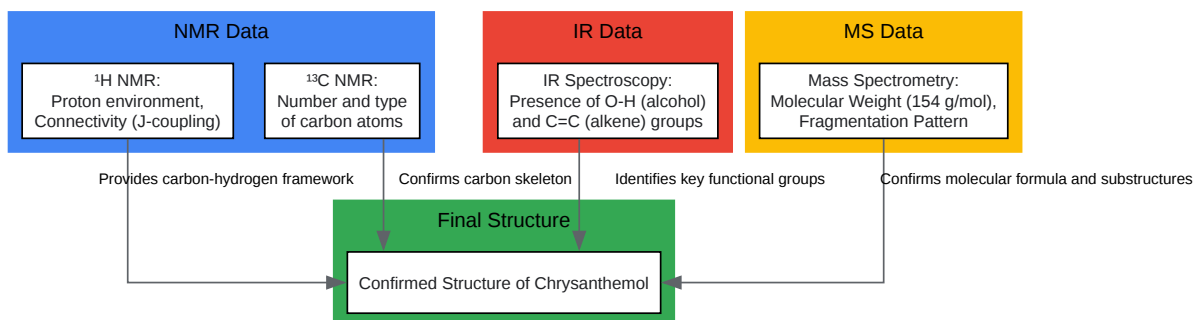 NMR Data
IR Data
MS Data
¹H NMR:
Proton environment,
Connectivity (J-coupling)
¹³C NMR:
Number and type
of carbon atoms
IR Spectroscopy:
Presence of O-H (alcohol)
and C=C (alkene) groups
Mass Spectrometry:
Molecular Weight (154 g/mol),
Fragmentation Pattern
Provides carbon-hydrogen framework
Confirms carbon skeleton
Identifies key functional groups
Confirms molecular formula and substructures
Final Structure
Confirmed Structure of Chrysanthemol